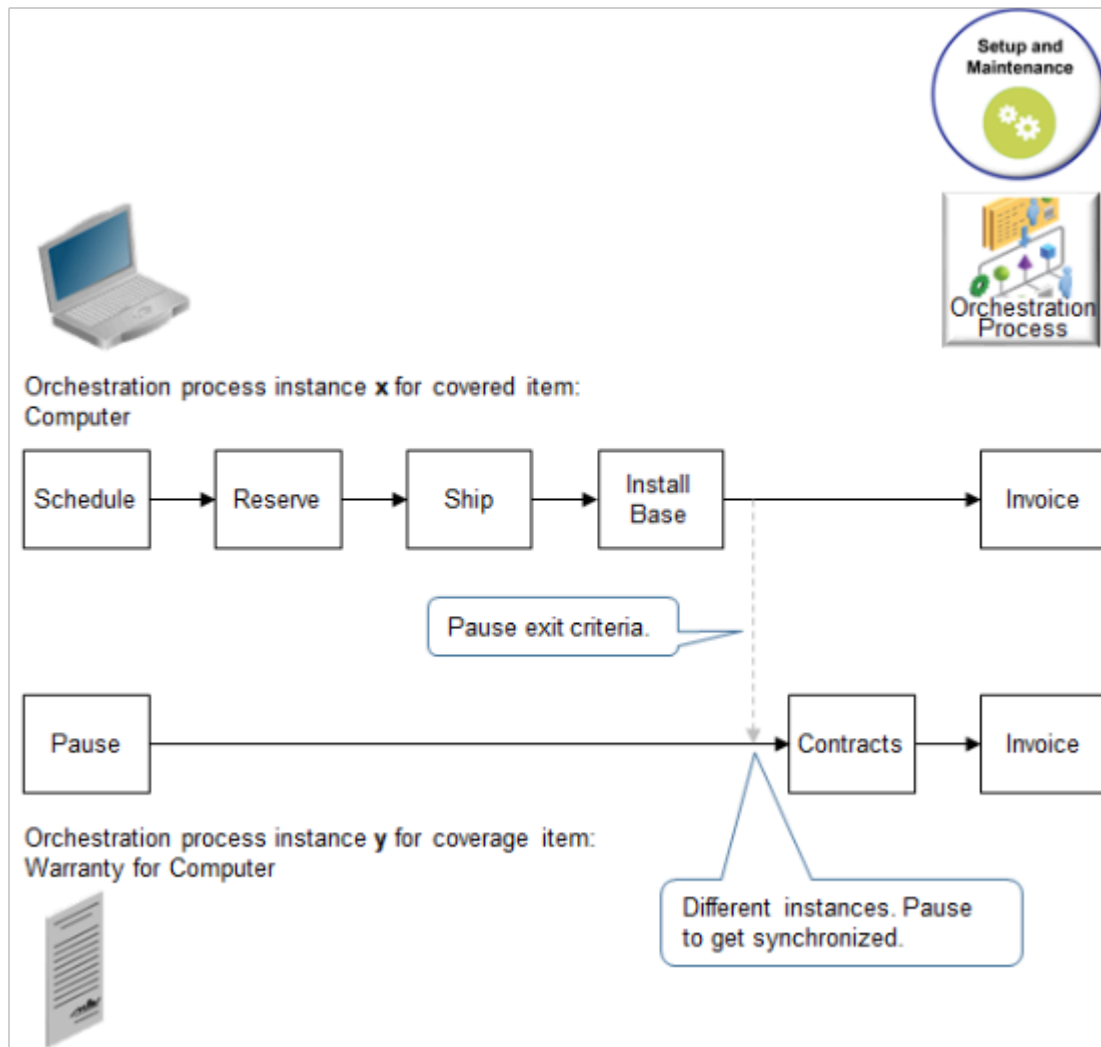 Setup and
Maintenance
Orchestration
Process
Orchestration process instance x for covered item:
Computer
Schedule
Reserve
Ship
Install
Base
Invoice
Pause exit criteria.
Pause
Contracts
Invoice
Orchestration process instance y for coverage item:
Warranty for Computer
Different instances. Pause
to get synchronized.